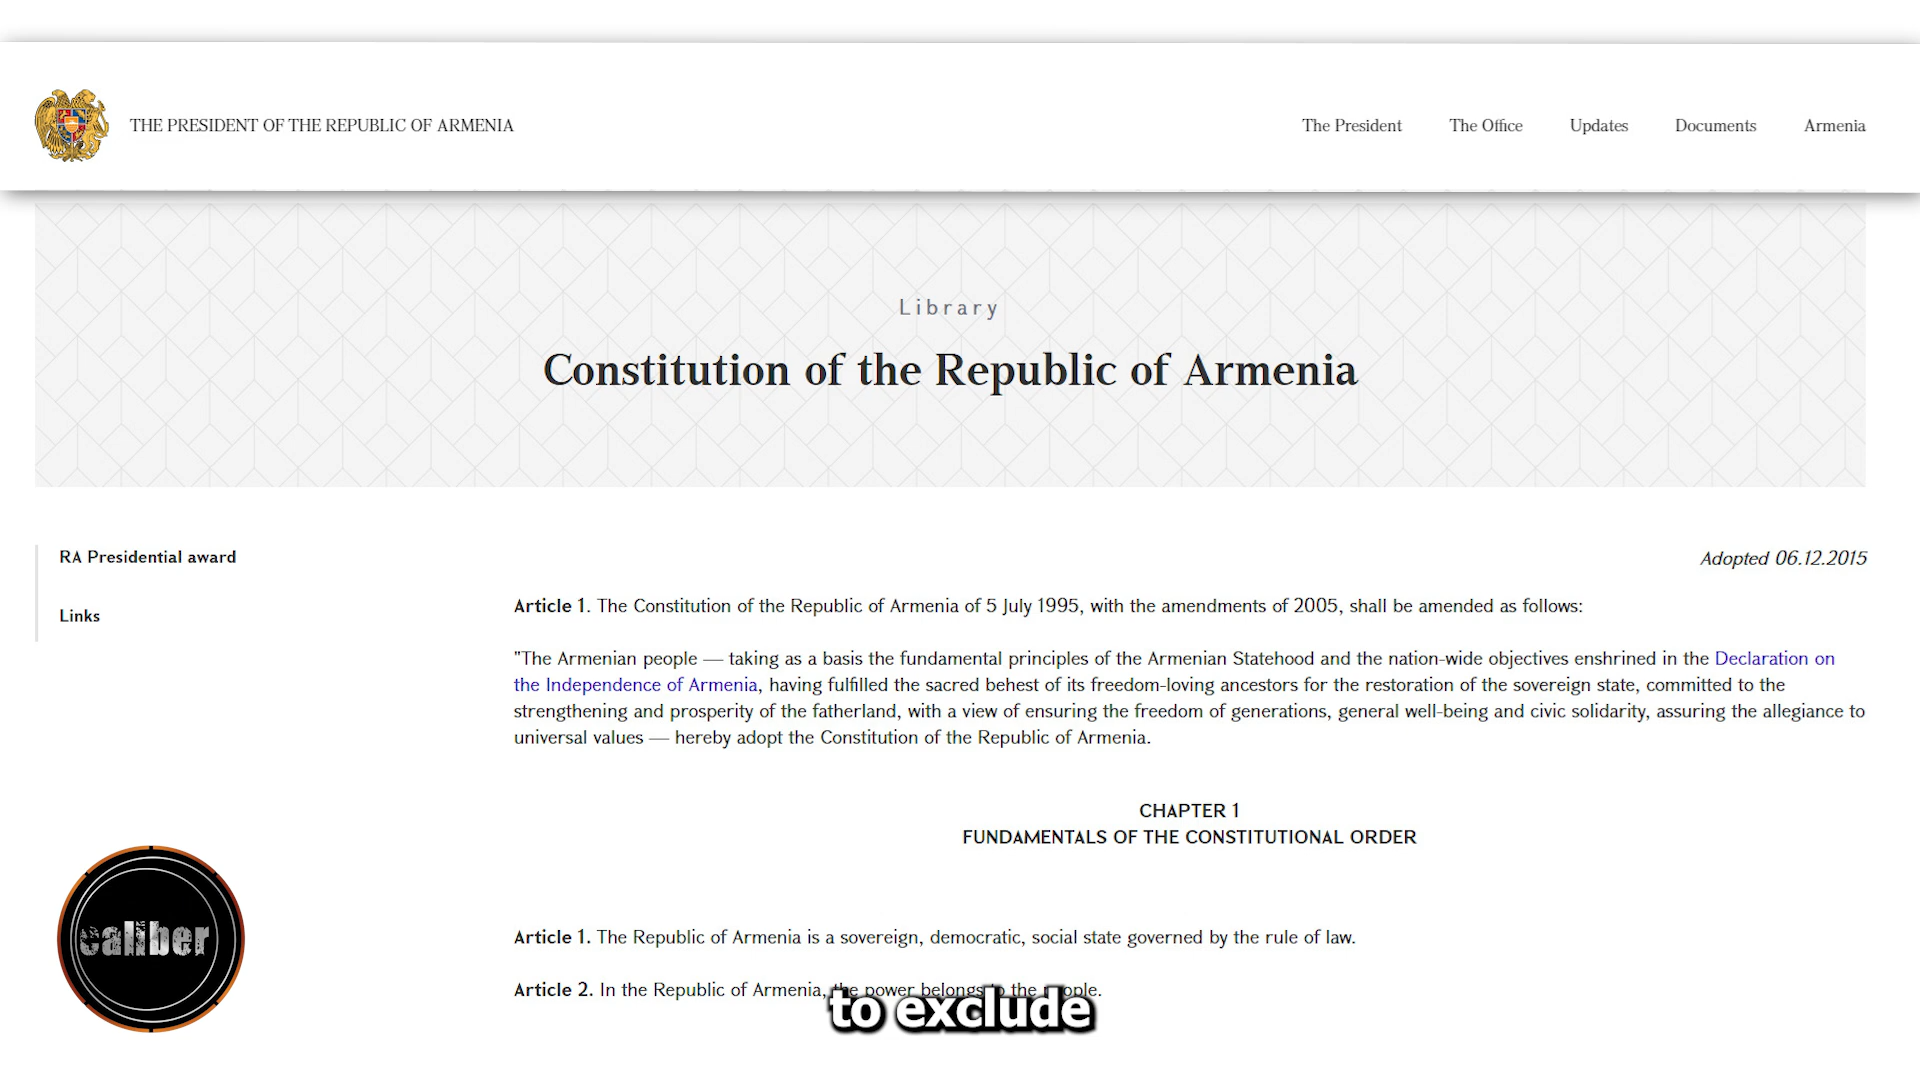 THE PRESIDENT OF THE REPUBLIC OF ARMENIA
The President
The Office
Updates
Documents
Armenia
Library
Constitution of the Republic of Armenia
RA Presidential award
Links
Adopted 06.12.2015
Article 1. The Constitution of the Republic of Armenia of 5 July 1995, with the amendments of 2005, shall be amended as follows:
"The Armenian people — taking as a basis the fundamental principles of the Armenian Statehood and the nation-wide objectives enshrined in the Declaration on
the Independence of Armenia, having fulfilled the sacred behest of its freedom-loving ancestors for the restoration of the sovereign state, committed to the
strengthening and prosperity of the fatherland, with a view of ensuring the freedom of generations, general well-being and civic solidarity, assuring the allegiance to
universal values — hereby adopt the Constitution of the Republic of Armenia.
CHAPTER 1
FUNDAMENTALS OF THE CONSTITUTIONAL ORDER
Article 1. The Republic of Armenia is a sovereign, democratic, social state governed by the rule of law.
Article 2. In the Republic of Armenia, the power belongs to the people.
caliber
to exclude